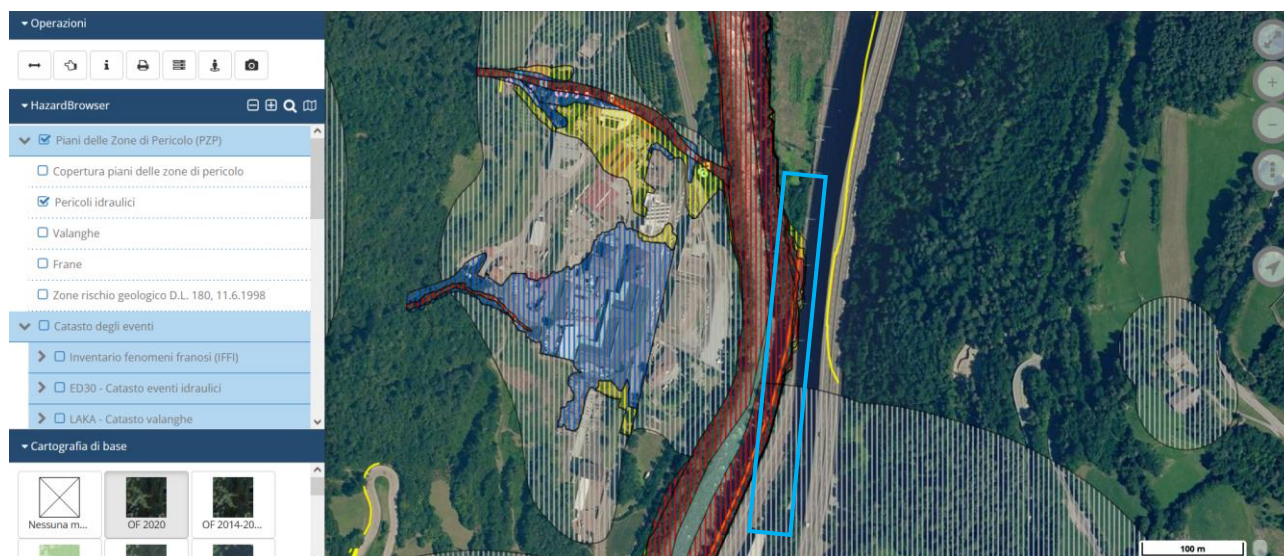 Operazioni
HazardBrowser
Piani delle Zone di Pericolo (PZP)
Copertura piani delle zone di pericolo
Pericoli idraulici
Valanghe
Frane
Zone rischio geologico D.L. 180, 11.6.1998
Catasto degli eventi
Inventario fenomeni franosi (IFFI)
ED30 - Catasto eventi idraulici
LAKA - Catasto valanghe
Cartografia di base
Nessuna m...
OF 2020
OF 2014-20...
100 m